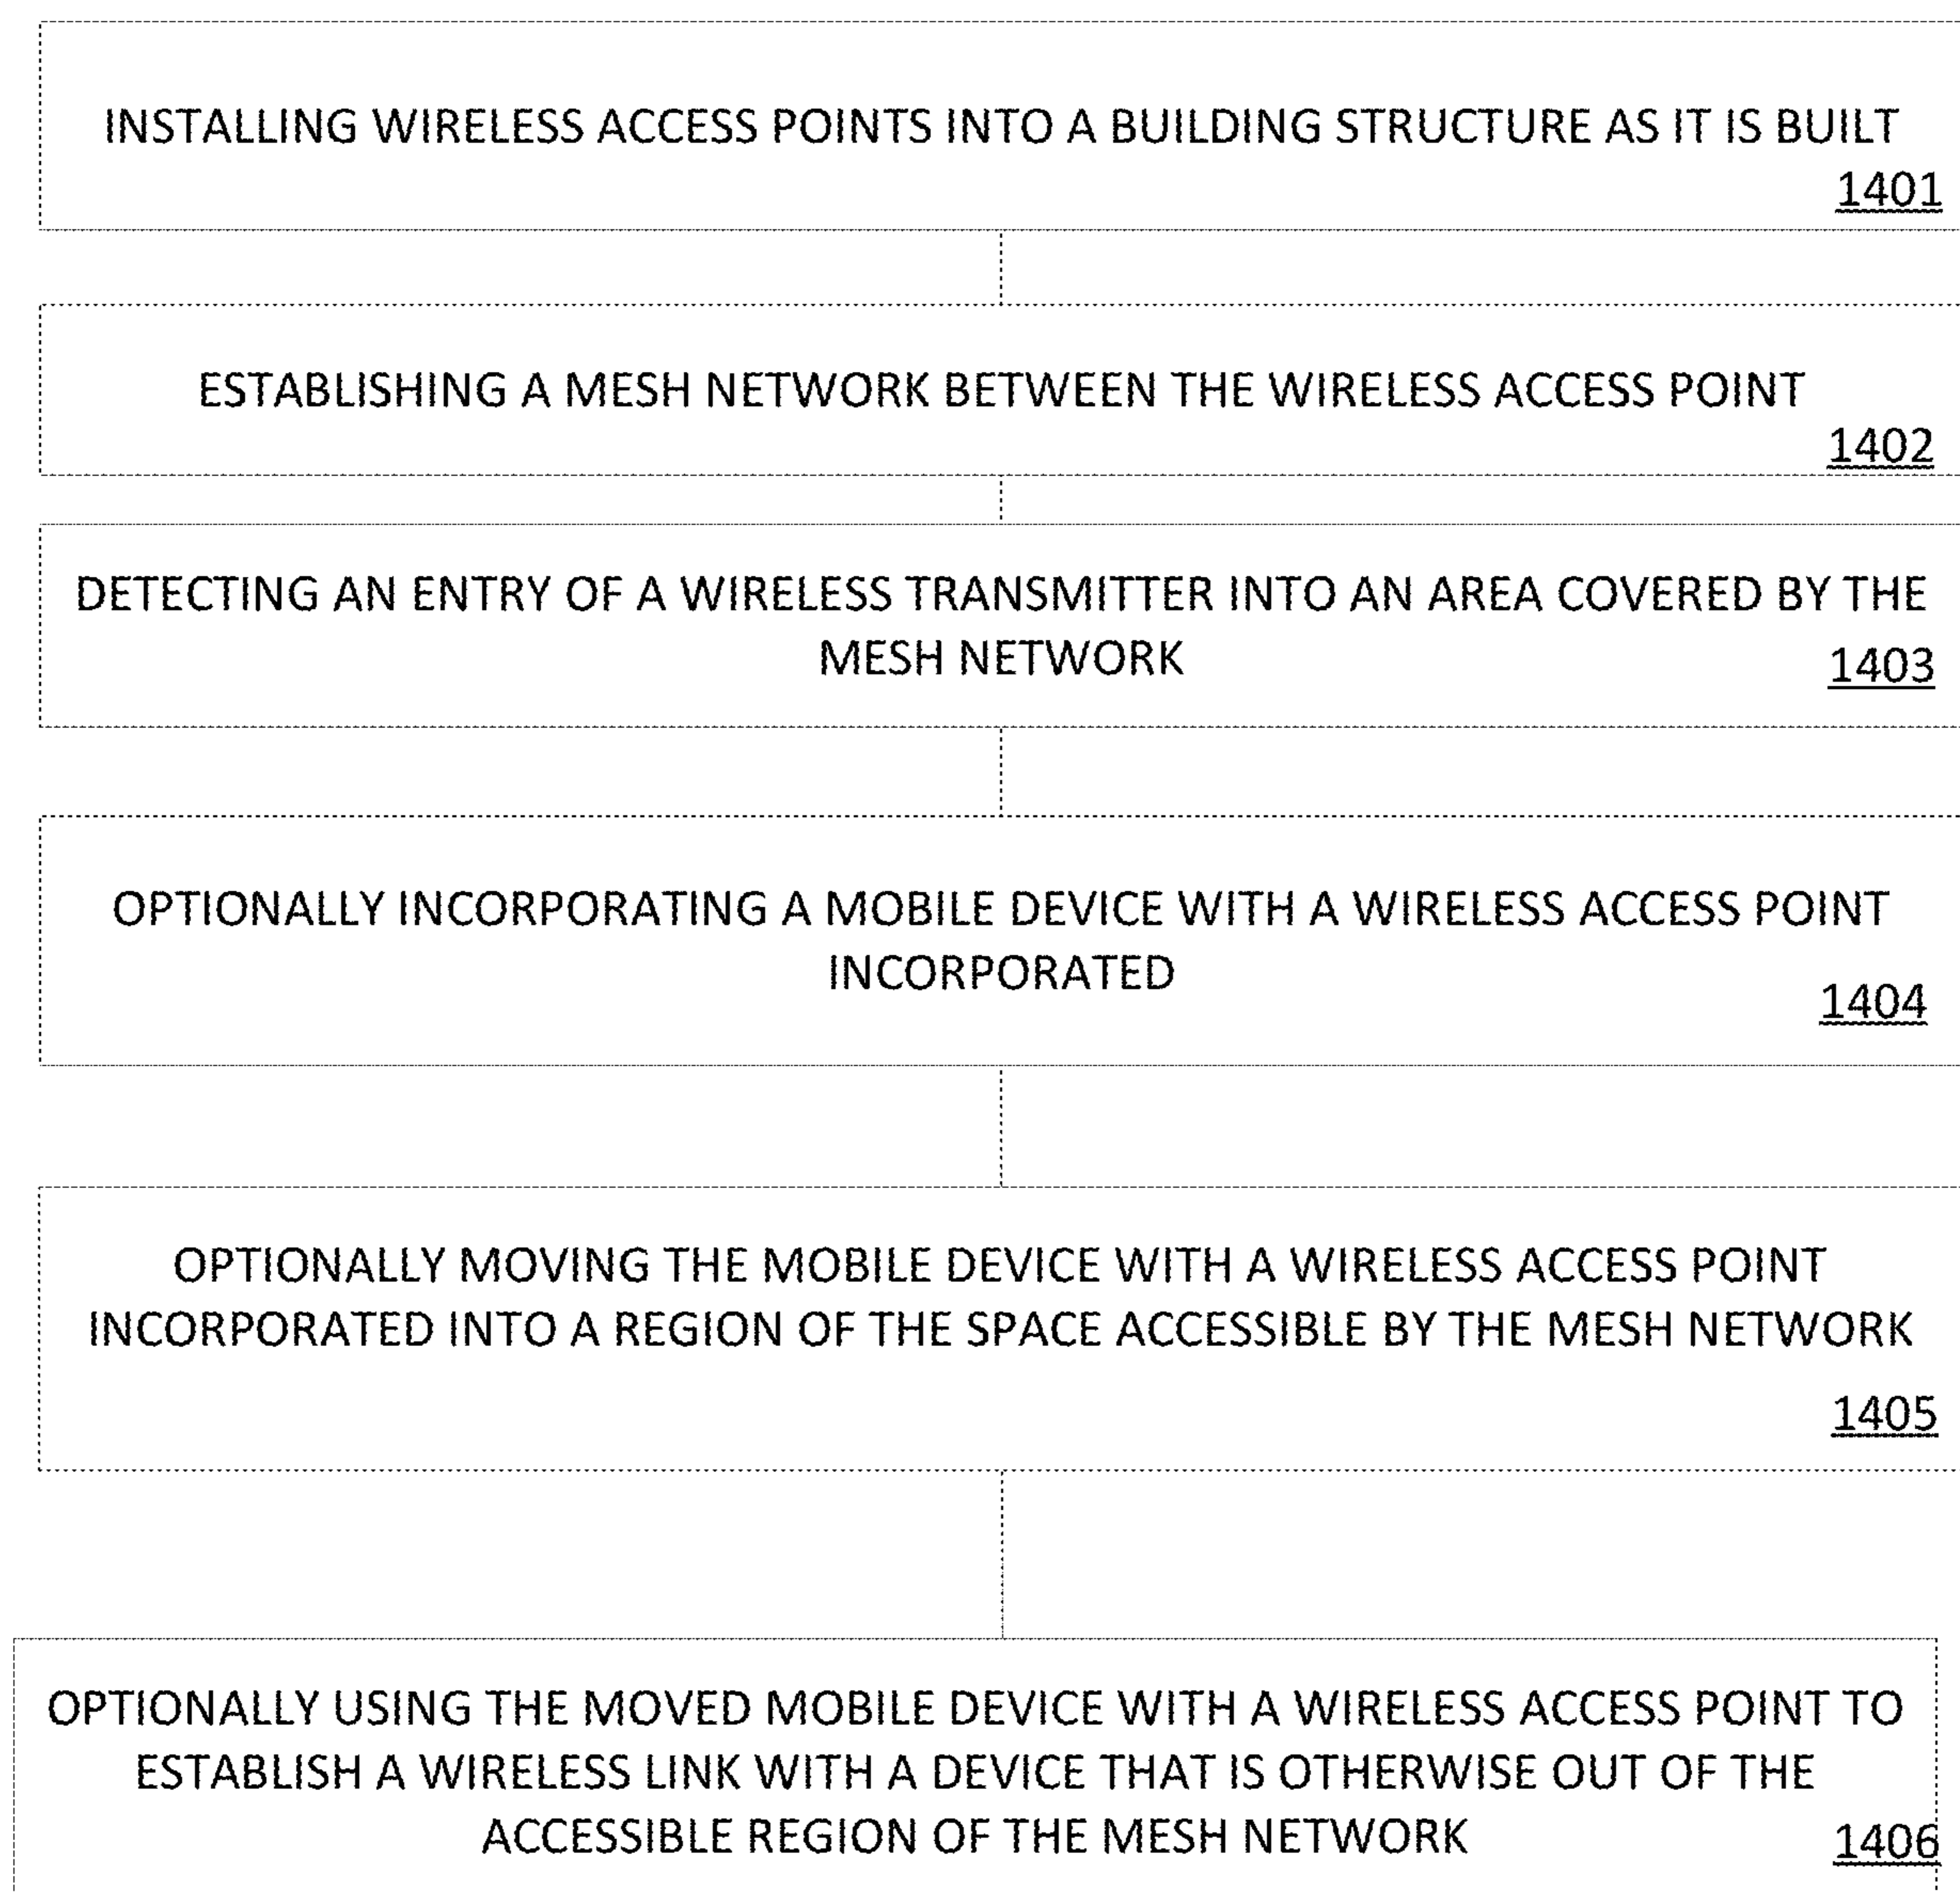 INSTALLING WIRELESS ACCESS POINTS INTO A BUILDING STRUCTURE AS IT IS BUILT
1401
ESTABLISHING A MESH NETWORK BETWEEN THE WIRELESS ACCESS POINT
1402
DETECTING AN ENTRY OF A WIRELESS TRANSMITTER INTO AN AREA COVERED BY THE
MESH NETWORK
1403
OPTIONALLY INCORPORATING A MOBILE DEVICE WITH A WIRELESS ACCESS POINT
INCORPORATED
1404
OPTIONALLY MOVING THE MOBILE DEVICE WITH A WIRELESS ACCESS POINT
INCORPORATED INTO A REGION OF THE SPACE ACCESSIBLE BY THE MESH NETWORK
1405
OPTIONALLY USING THE MOVED MOBILE DEVICE WITH A WIRELESS ACCESS POINT TO
ESTABLISH A WIRELESS LINK WITH A DEVICE THAT IS OTHERWISE OUT OF THE
ACCESSIBLE REGION OF THE MESH NETWORK
1406